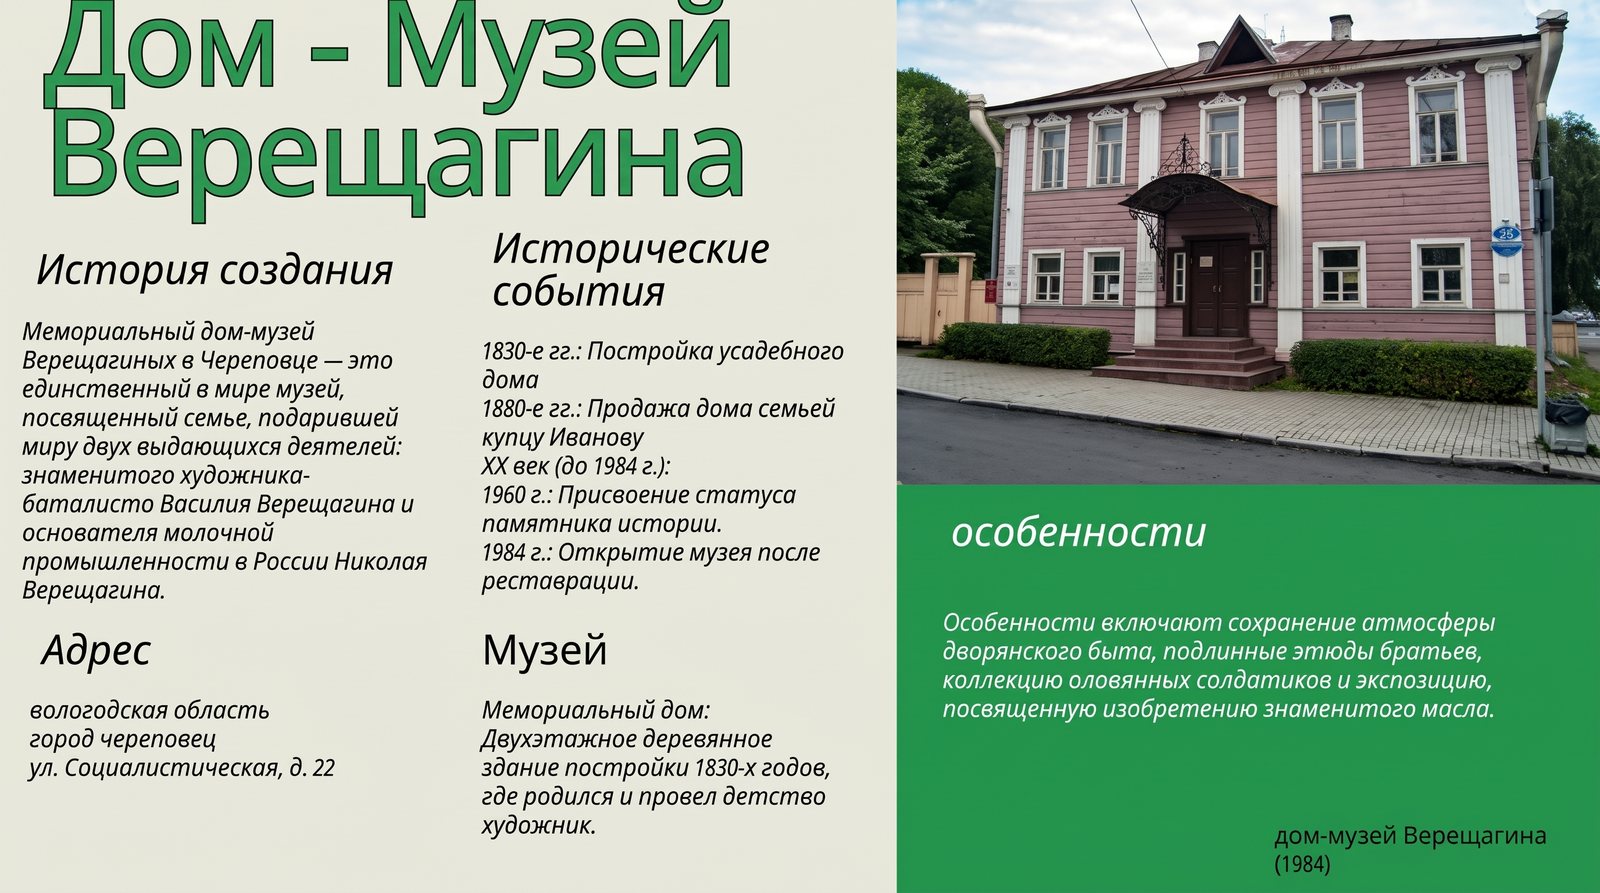 Дом - Музей
Верещагина
История создания
Мемориальный дом-музей
Верещагиных в Череповце — это
единственный в мире музей,
посвященный семье, подарившей
миру двух выдающихся деятелей:
знаменитого художника-
баталисто Василия Верещагина и
основателя молочной
промышленности в России Николая
Верещагина.
Адрес
вологодская область
город череповец
ул. Социалистическая, д. 22
Исторические
события
1830-е гг.: Постройка усадебного
дома
1880-е гг.: Продажа дома семьей
купцу Иванову
XX век (до 1984 г.):
1960 г.: Присвоение статуса
памятника истории.
1984 г.: Открытие музея после
реставрации.
Музей
Мемориальный дом:
Двухэтажное деревянное
здание постройки 1830-х годов,
где родился и провел детство
художник.
25
особенности
Особенности включают сохранение атмосферы
дворянского быта, подлинные этюды братьев,
коллекцию оловянных солдатиков и экспозицию,
посвященную изобретению знаменитого масла.
дом-музей Верещагина
(1984)